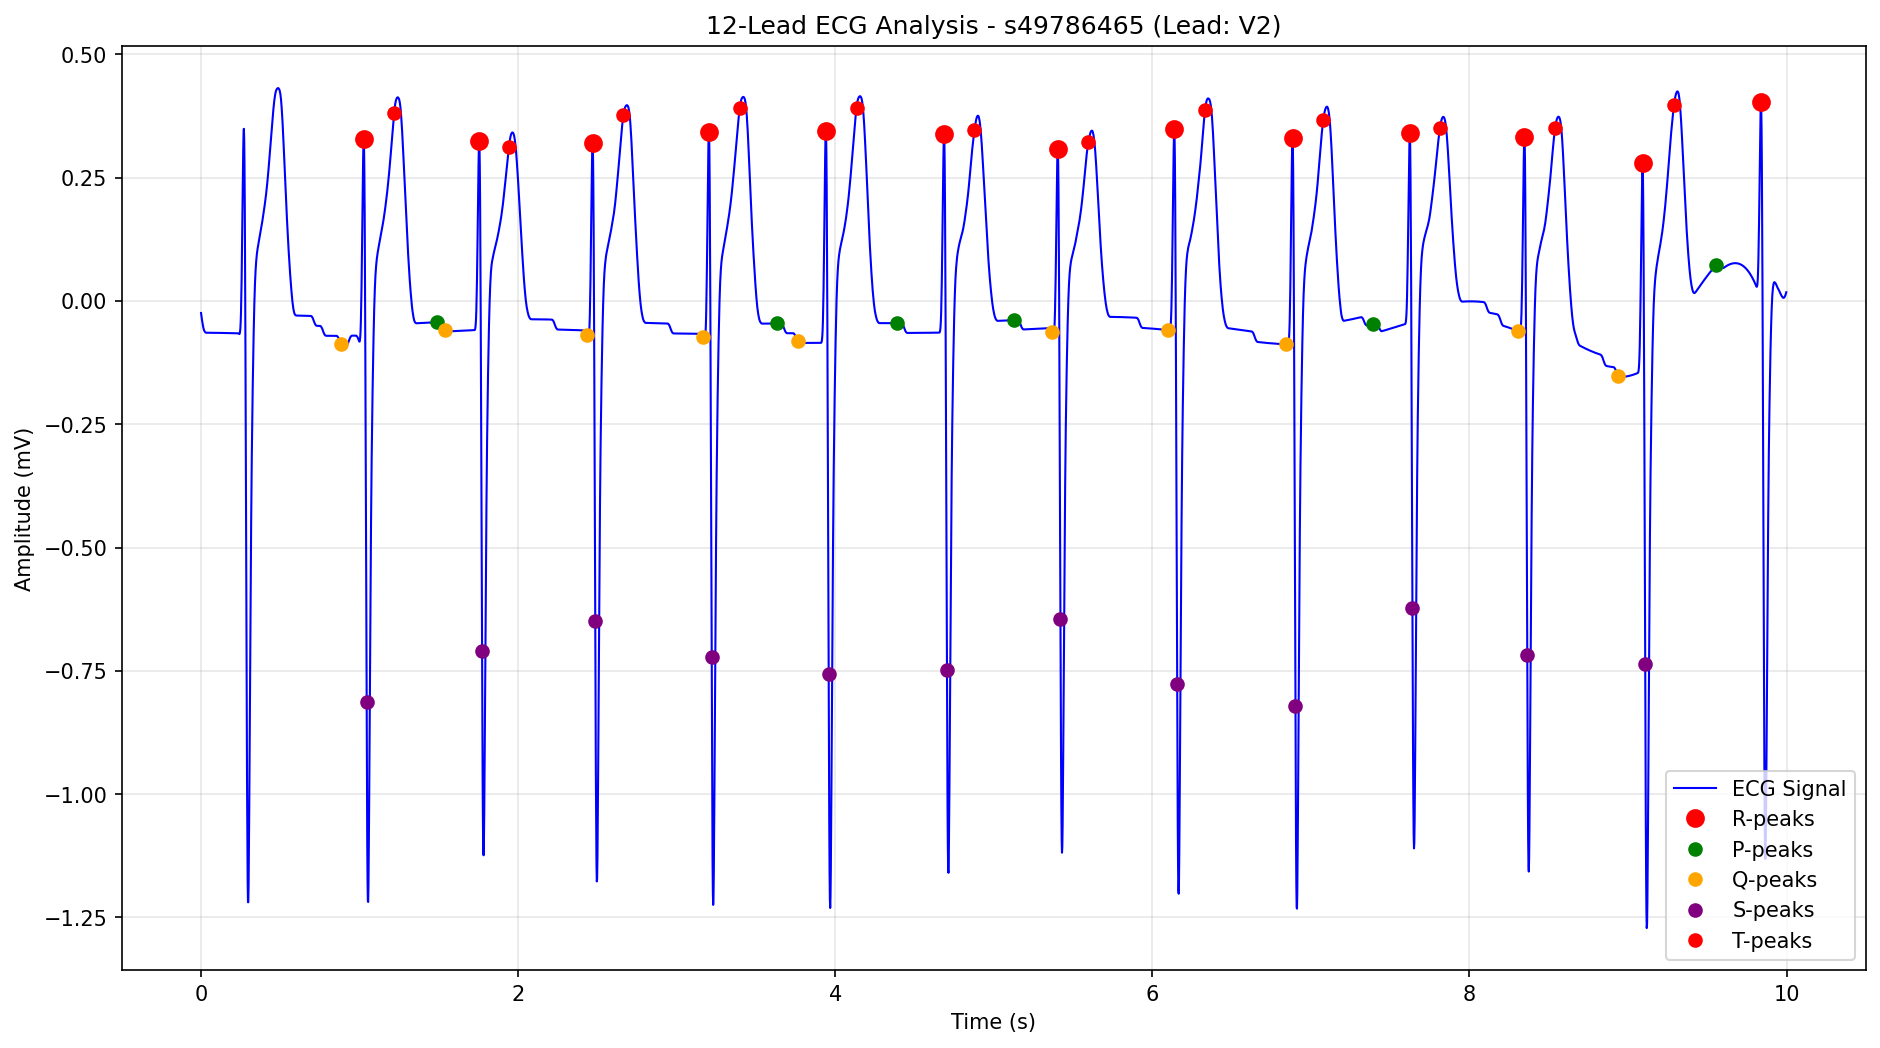 12-Lead ECG Analysis - s49786465 (Lead: V2)
Amplitude (mV)
0.50
0.25
0.00
−0.25
−0.50
−0.75
−1.00
−1.25
0 2 4 6 8 10
Time (s)
ECG Signal
R-peaks
P-peaks
Q-peaks
S-peaks
T-peaks